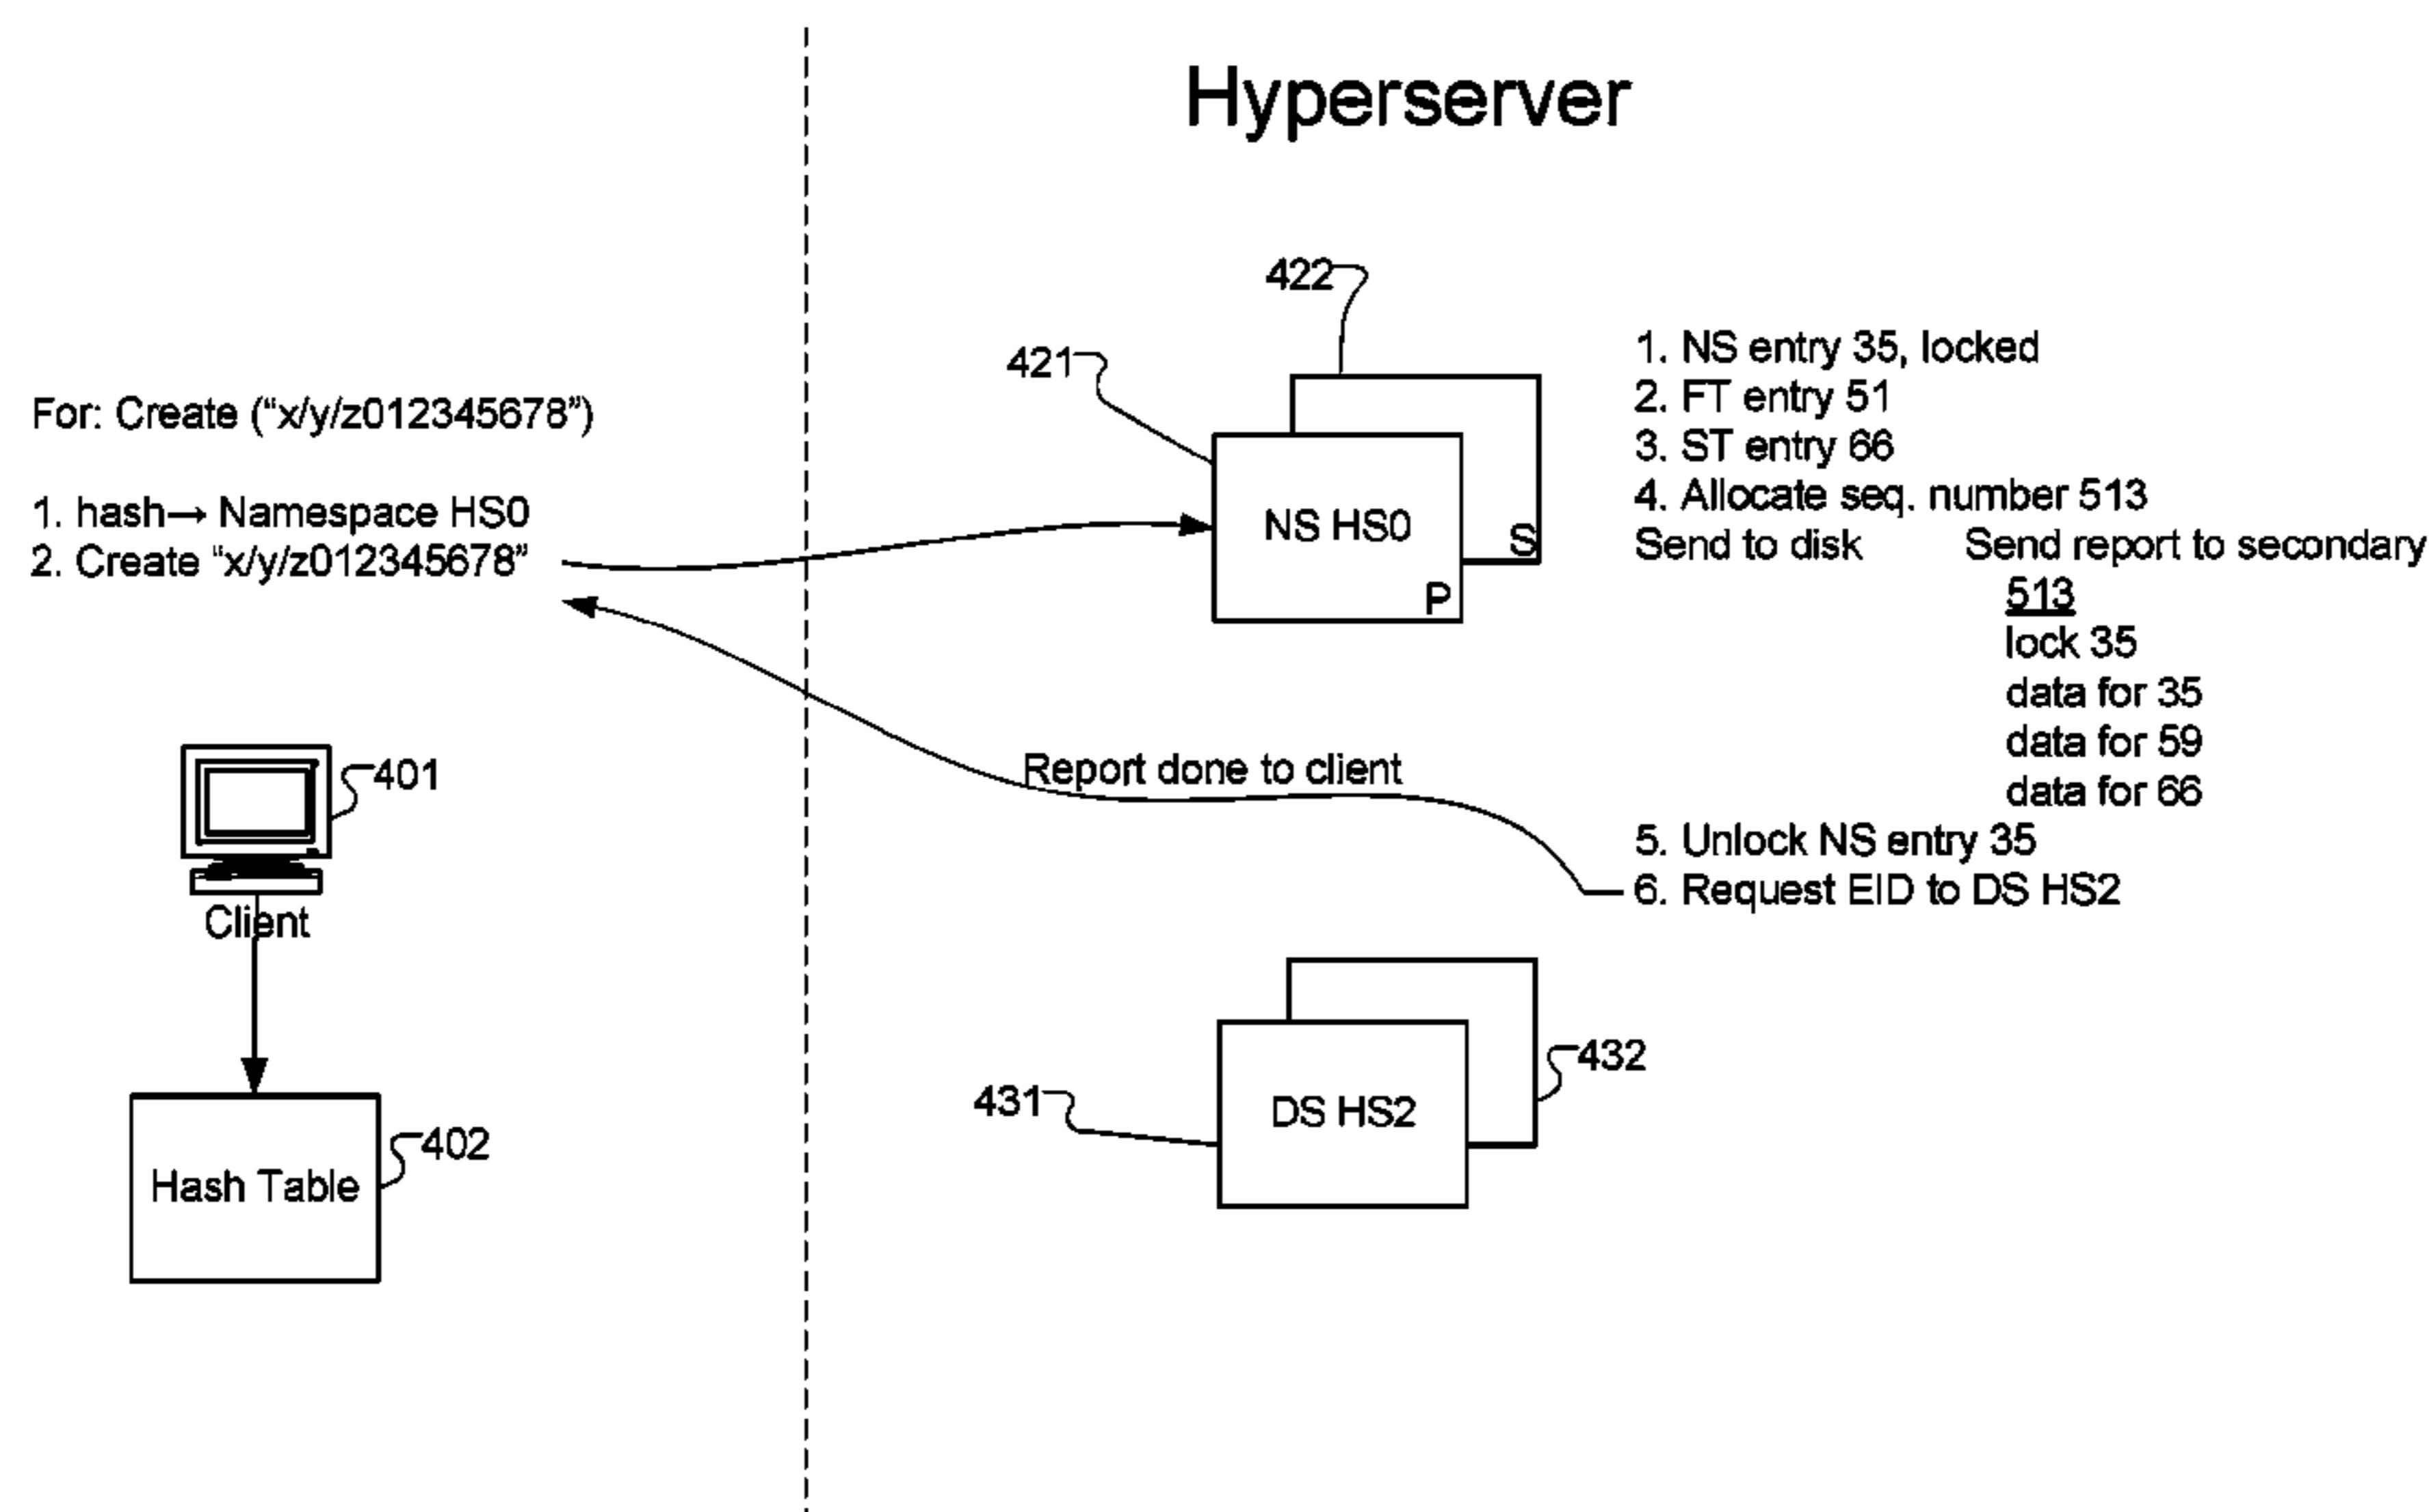 Hyperserver
For: Create (“x/y/z012345678”)
1. hash→ Namespace HS0
2. Create “x/y/z012345678”
401
Client
402
Hash Table
422
421
NS HS0
S
P
1. NS entry 35, locked
2. FT entry 51
3. ST entry 66
4. Allocate seq. number 513
Send to disk Send report to secondary
513
lock 35
data for 35
data for 59
data for 66
5. Unlock NS entry 35
6. Request EID to DS HS2
Report done to client
432
431
DS HS2